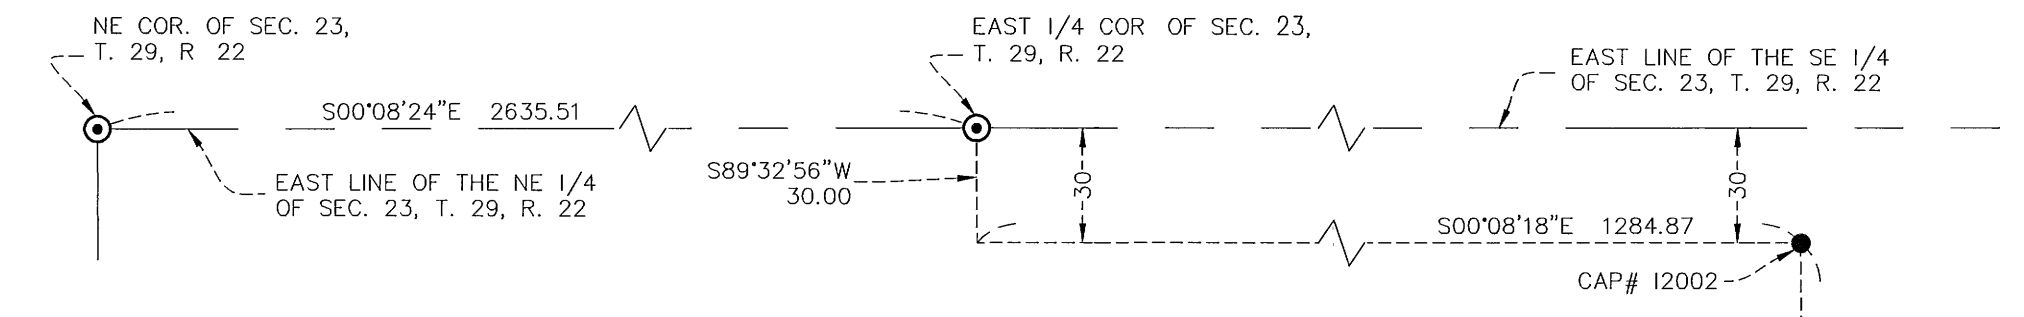 NE COR. OF SEC. 23,
T. 29, R 22
EAST 1/4 COR OF SEC. 23,
T. 29, R. 22
EAST LINE OF THE SE 1/4
OF SEC. 23, T. 29, R. 22
S00°08'24"E 2635.51
EAST LINE OF THE NE 1/4
OF SEC. 23, T. 29, R. 22
S89°32'56"W
30.00
30
30
S00°08'18"E 1284.87
CAP# 12002